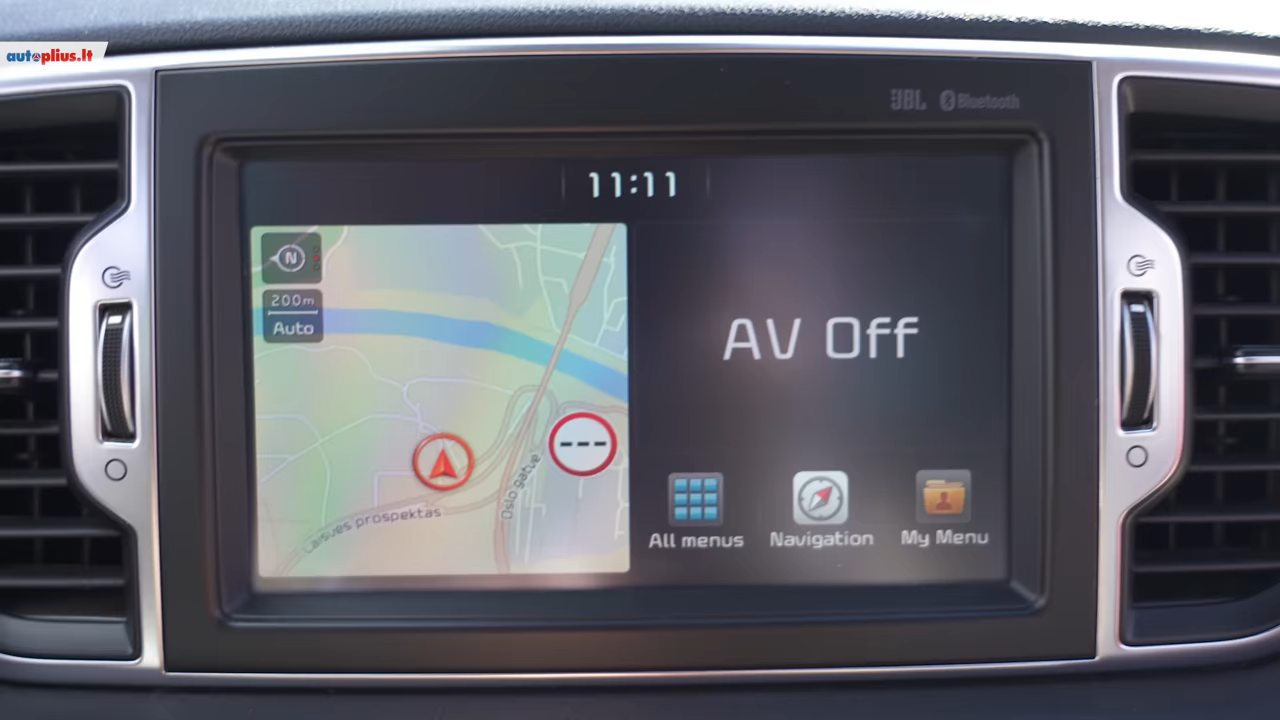 autoplius.lt
JBL Bluetooth
11:11
N
200m
Auto
AV Off
Oslo gatvė
Laisvės prospektas
All menus
Navigation
My Menu